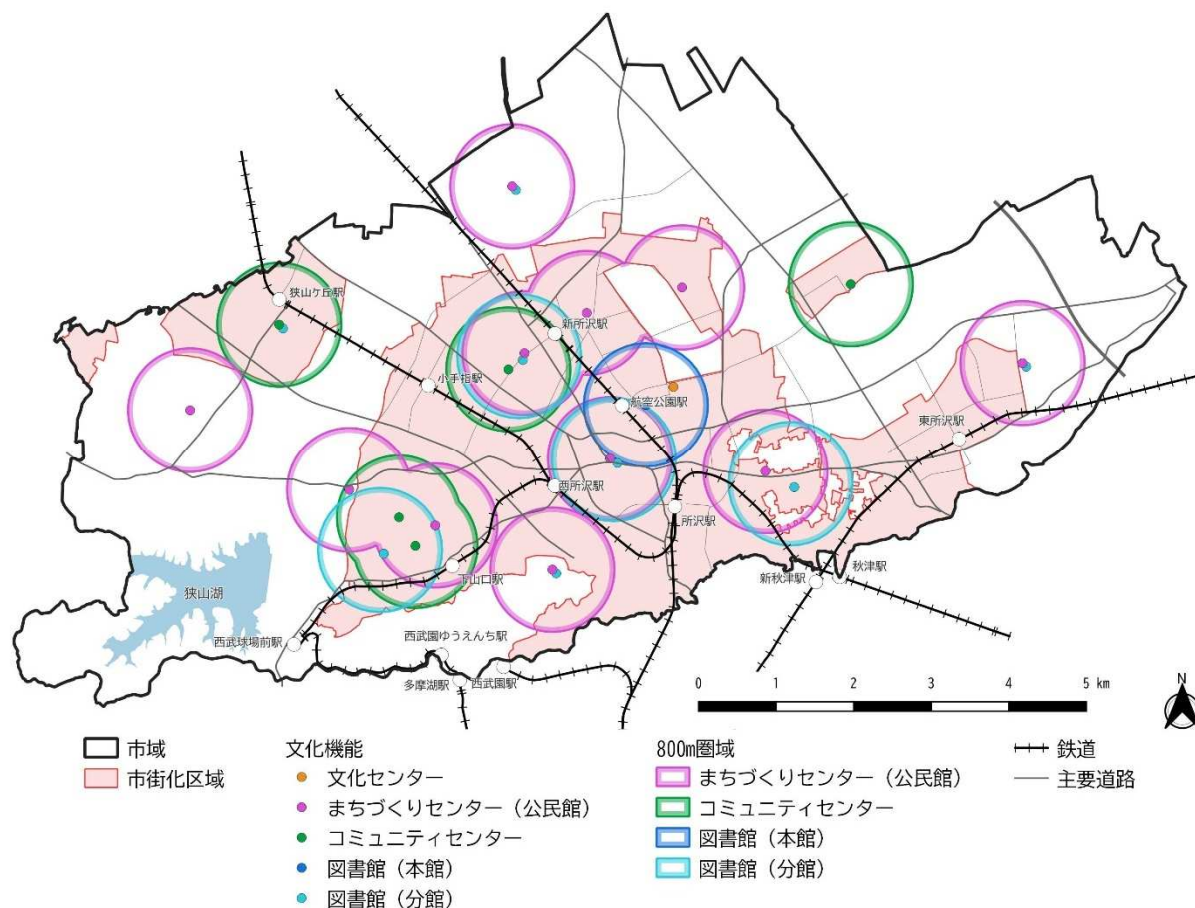 狭山ケ丘駅
新所沢駅
小手指駅
航空公園駅
東所沢駅
西所沢駅
所沢駅
狭山湖
下山口駅
新秋津駅
秋津駅
西武球場前駅
西武園ゆうえんち駅
多摩湖駅
西武園駅
0 1 2 3 4 5 km
N
市域
市街化区域
文化機能
文化センター
まちづくりセンター（公民館）
コミュニティセンター
図書館（本館）
図書館（分館）
800m圏域
まちづくりセンター（公民館）
コミュニティセンター
図書館（本館）
図書館（分館）
鉄道
主要道路